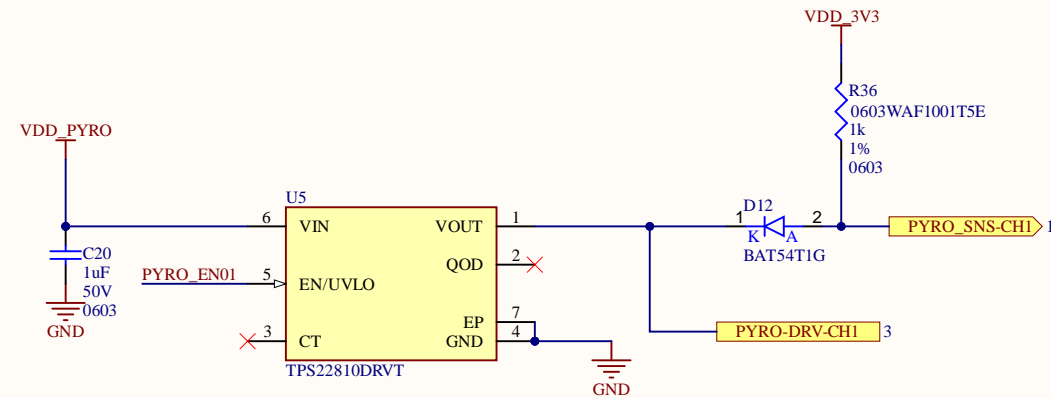 VDD_3V3
R36
0603WAF1001T5E
1k
1%
0603
VDD_PYRO
C20
1uF
50V
0603
GND
PYRO_EN01
U5
6 VIN VOUT 1
QOD 2
5 EN/UVLO
EP 7
3 CT GND 4
TPS22810DRVT
GND
D12
1 2
K A
BAT54T1G
PYRO_SNS-CH1 1
PYRO-DRV-CH1 3